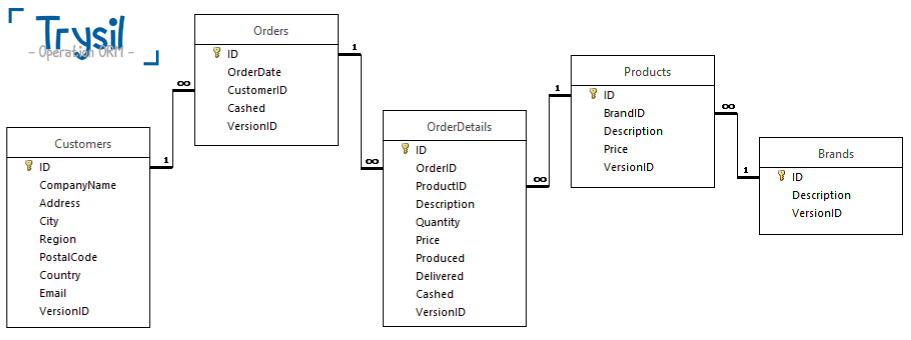 Trysil
– Operation ORM –
Customers
ID
CompanyName
Address
City
Region
PostalCode
Country
Email
VersionID
1
∞
Orders
ID
OrderDate
CustomerID
Cashed
VersionID
1
∞
OrderDetails
ID
OrderID
ProductID
Description
Quantity
Price
Produced
Delivered
Cashed
VersionID
∞
1
Products
ID
BrandID
Description
Price
VersionID
∞
1
Brands
ID
Description
VersionID